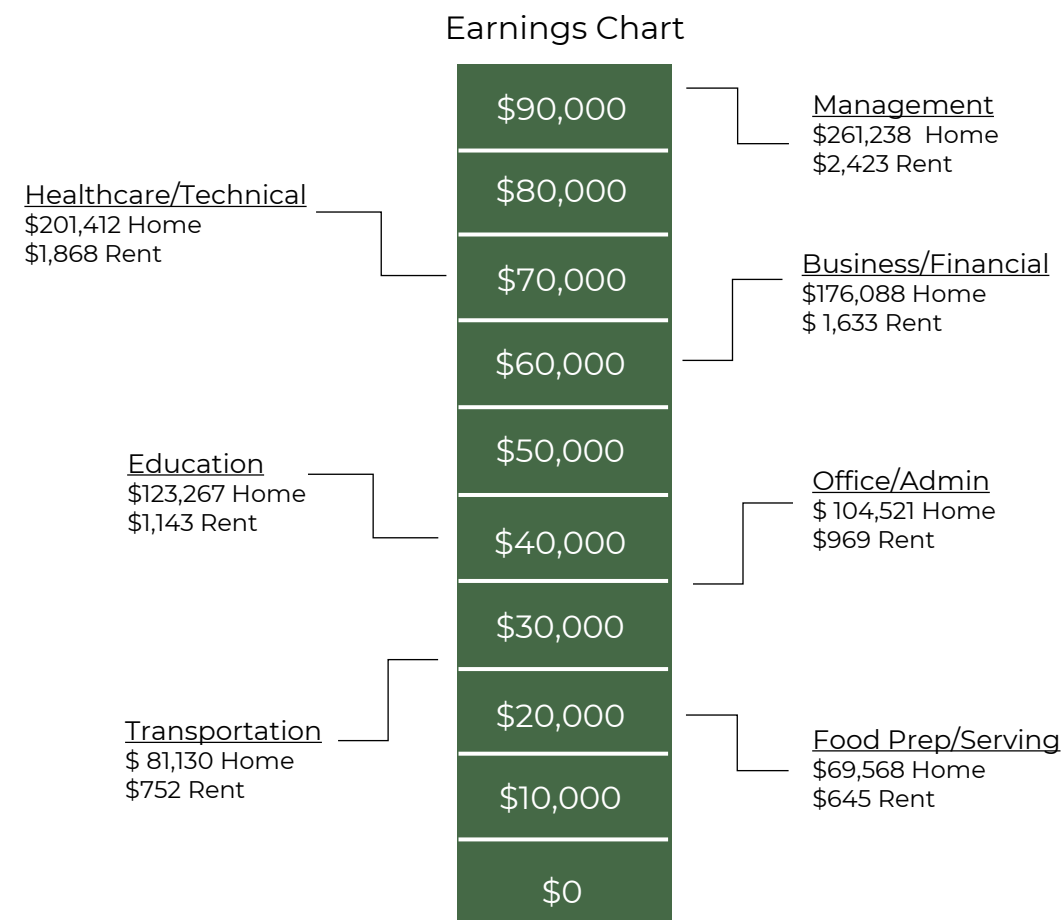 Earnings Chart
$90,000
$80,000
$70,000
$60,000
$50,000
$40,000
$30,000
$20,000
$10,000
$0
Management
$261,238 Home
$2,423 Rent
Healthcare/Technical
$201,412 Home
$1,868 Rent
Business/Financial
$176,088 Home
$ 1,633 Rent
Education
$123,267 Home
$1,143 Rent
Office/Admin
$ 104,521 Home
$969 Rent
Transportation
$ 81,130 Home
$752 Rent
Food Prep/Serving
$69,568 Home
$645 Rent